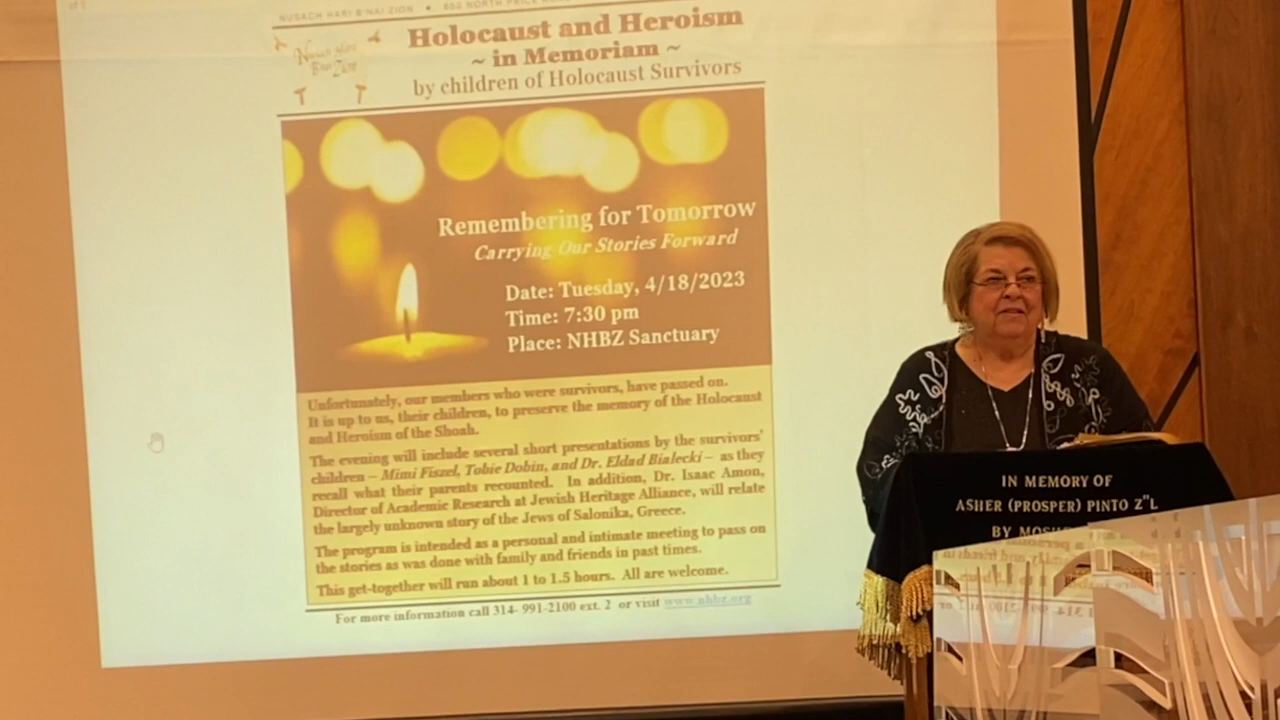 of 2
NUSACH HARI B'NAI ZION • 650 NORTH PRICE
Nusach Hari
Bnai Zion
Holocaust and Heroism
~ in Memoriam ~
by children of Holocaust Survivors
Remembering for Tomorrow
Carrying Our Stories Forward
Date: Tuesday, 4/18/2023
Time: 7:30 pm
Place: NHBZ Sanctuary
Unfortunately, our members who were survivors, have passed on.
It is up to us, their children, to preserve the memory of the Holocaust
and Heroism of the Shoah.
The evening will include several short presentations by the survivors'
children – Mimi Fiszel, Tobie Dobin, and Dr. Eldad Bialecki – as they
recall what their parents recounted. In addition, Dr. Isaac Amon,
Director of Academic Research at Jewish Heritage Alliance, will relate
the largely unknown story of the Jews of Salonika, Greece.
The program is intended as a personal and intimate meeting to pass on
the stories as was done with family and friends in past times.
This get-together will run about 1 to 1.5 hours. All are welcome.
For more information call 314- 991-2100 ext. 2 or visit www.nhbz.org
IN MEMORY OF
ASHER (PROSPER) PINTO Z"L
BY